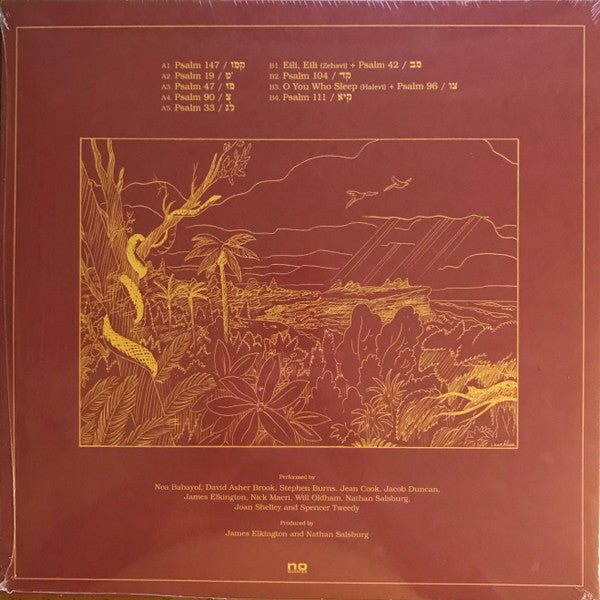 A1. Psalm 147 / קמז
A2. Psalm 19 / יט
A3. Psalm 47 / מז
A4. Psalm 90 / צ
A5. Psalm 33 / לג
B1. Eili, Eili (Zehavi) + Psalm 42 / מב
B2. Psalm 104 / קד
B3. O You Who Sleep (Halevi) + Psalm 96 / צו
B4. Psalm 111 / קיא
Performed by
Noa Babayof, David Asher Brook, Stephen Burns, Jean Cook, Jacob Duncan,
James Elkington, Nick Macri, Will Oldham, Nathan Salsburg,
Joan Shelley and Spencer Tweedy
Produced by
James Elkington and Nathan Salsburg
no
QUARTER